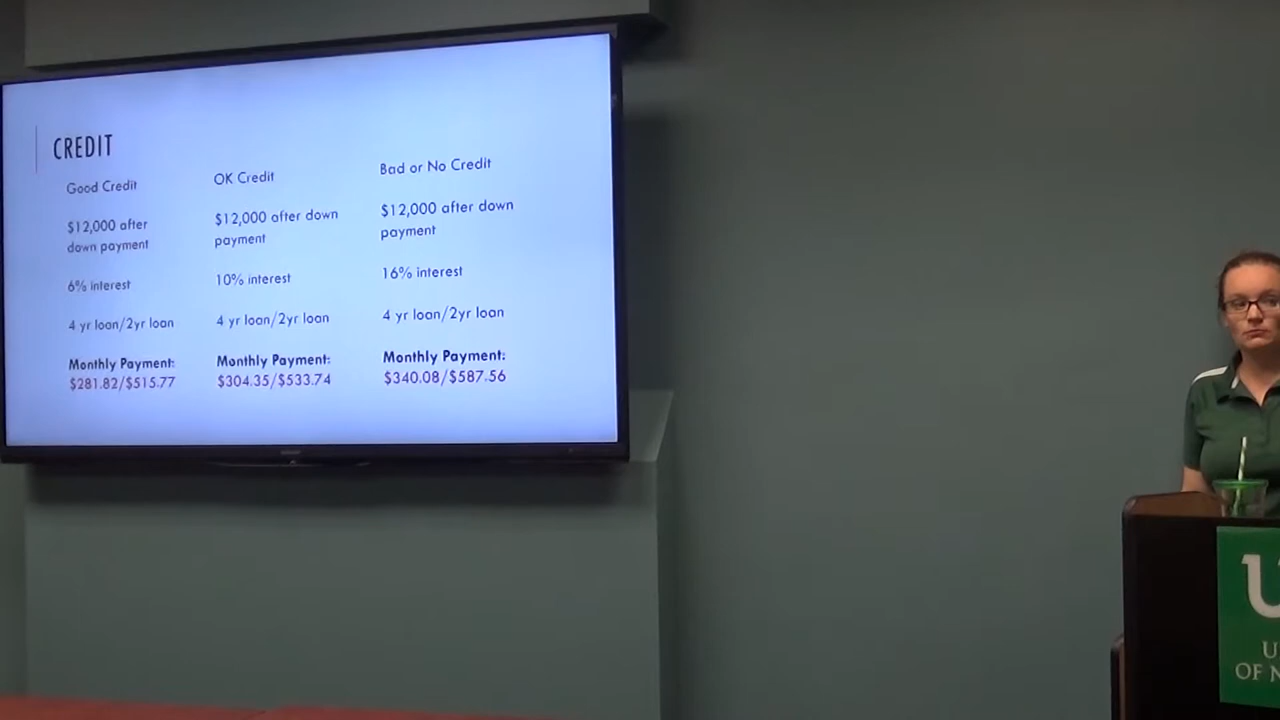 CREDIT
Good Credit
$12,000 after
down payment
6% interest
4 yr loan/2yr loan
Monthly Payment:
$281.82/$515.77
OK Credit
$12,000 after down
payment
10% interest
4 yr loan/2yr loan
Monthly Payment:
$304.35/$533.74
Bad or No Credit
$12,000 after down
payment
16% interest
4 yr loan/2yr loan
Monthly Payment:
$340.08/$587.56
OF